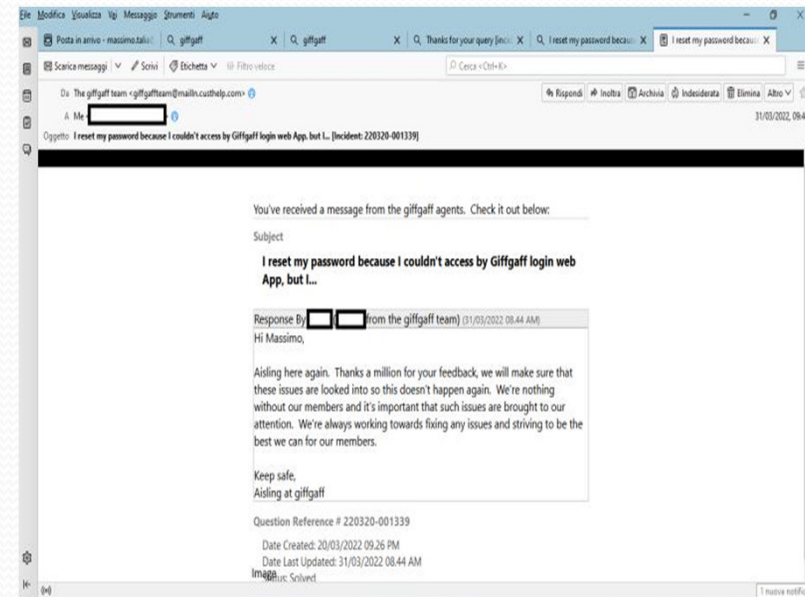 File Modifica Visualizza Vai Messaggio Strumenti Aiuto
Posta in arrivo - massimo.talia giffgaff X giffgaff X Thanks for your query [inci X I reset my password becau X I reset my password becau X
Scarica messaggi Scrivi Etichetta Filtro veloce Cerca <Ctrl+K>
Da The giffgaff team <giffgaffteam@mailn.custhelp.com> Rispondi Inoltra Archivia Indesiderata Elimina Altro
A Me 31/03/2022, 09:4
Oggetto I reset my password because I couldn't access by Giffgaff login web App. but I... [Incident: 220320-001339]
You've received a message from the giffgaff agents. Check it out below:
Subject
I reset my password because I couldn't access by Giffgaff login web
App, but I...
Response By from the giffgaff team) (31/03/2022 08.44 AM)
Hi Massimo,
Aisling here again. Thanks a million for your feedback, we will make sure that
these issues are looked into so this doesn't happen again. We're nothing
without our members and it's important that such issues are brought to our
attention. We're always working towards fixing any issues and striving to be the
best we can for our members.
Keep safe,
Aisling at giffgaff
Question Reference # 220320-001339
Date Created: 20/03/2022 09.26 PM
Date Last Updated: 31/03/2022 08.44 AM
Image
Solved
1 nuova notific